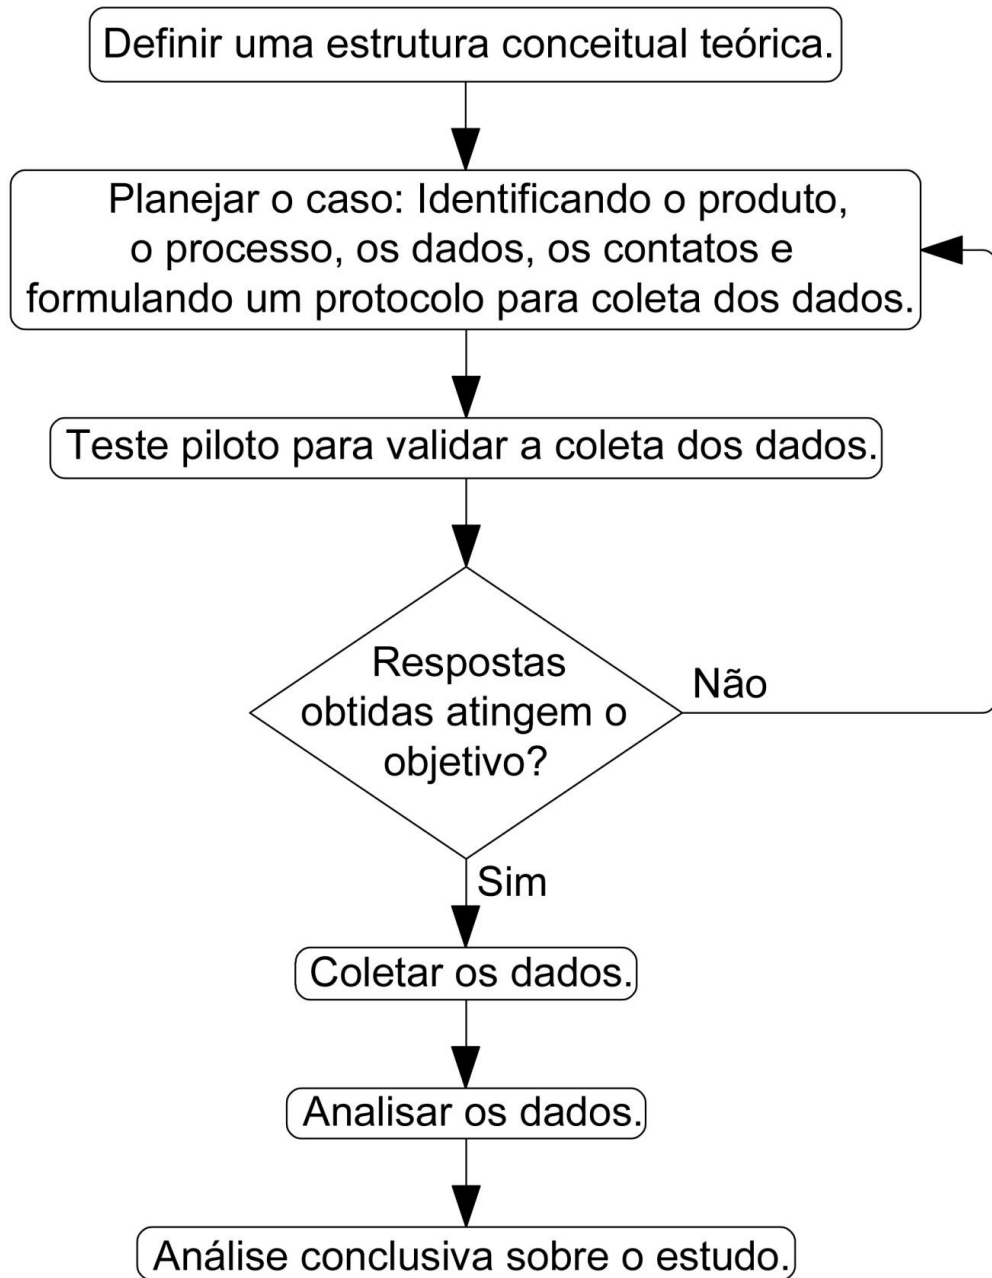 Definir uma estrutura conceitual teórica.
Planejar o caso: Identificando o produto,
o processo, os dados, os contatos e
formulando um protocolo para coleta dos dados.
Teste piloto para validar a coleta dos dados.
Respostas
obtidas atingem o
objetivo?
Não
Sim
Coletar os dados.
Analisar os dados.
Análise conclusiva sobre o estudo.